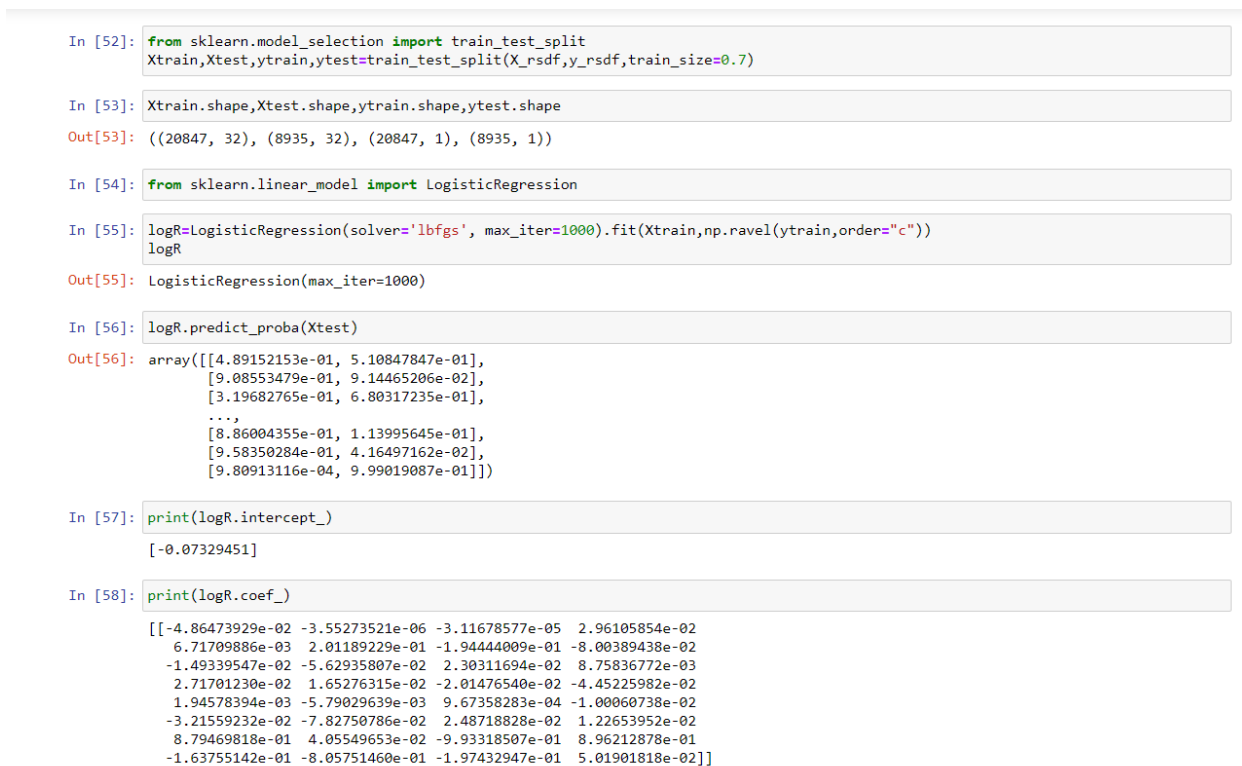 In [52]: from sklearn.model_selection import train_test_split
Xtrain,Xtest,ytrain,ytest=train_test_split(X_rsdf,y_rsdf,train_size=0.7)
In [53]: Xtrain.shape,Xtest.shape,ytrain.shape,ytest.shape
Out[53]: ((20847, 32), (8935, 32), (20847, 1), (8935, 1))
In [54]: from sklearn.linear_model import LogisticRegression
In [55]: logR=LogisticRegression(solver='lbfgs', max_iter=1000).fit(Xtrain,np.ravel(ytrain,order="c"))
logR
Out[55]: LogisticRegression(max_iter=1000)
In [56]: logR.predict_proba(Xtest)
Out[56]: array([[4.89152153e-01, 5.10847847e-01],
[9.08553479e-01, 9.14465206e-02],
[3.19682765e-01, 6.80317235e-01],
...,
[8.86004355e-01, 1.13995645e-01],
[9.58350284e-01, 4.16497162e-02],
[9.80913116e-04, 9.99019087e-01]])
In [57]: print(logR.intercept_)
[-0.07329451]
In [58]: print(logR.coef_)
[[-4.86473929e-02 -3.55273521e-06 -3.11678577e-05 2.96105854e-02
6.71709886e-03 2.01189229e-01 -1.94444009e-01 -8.00389438e-02
-1.49339547e-02 -5.62935807e-02 2.30311694e-02 8.75836772e-03
2.71701230e-02 1.65276315e-02 -2.01476540e-02 -4.45225982e-02
1.94578394e-03 -5.79029639e-03 9.67358283e-04 -1.00060738e-02
-3.21559232e-02 -7.82750786e-02 2.48718828e-02 1.22653952e-02
8.79469818e-01 4.05549653e-02 -9.93318507e-01 8.96212878e-01
-1.63755142e-01 -8.05751460e-01 -1.97432947e-01 5.01901818e-02]]